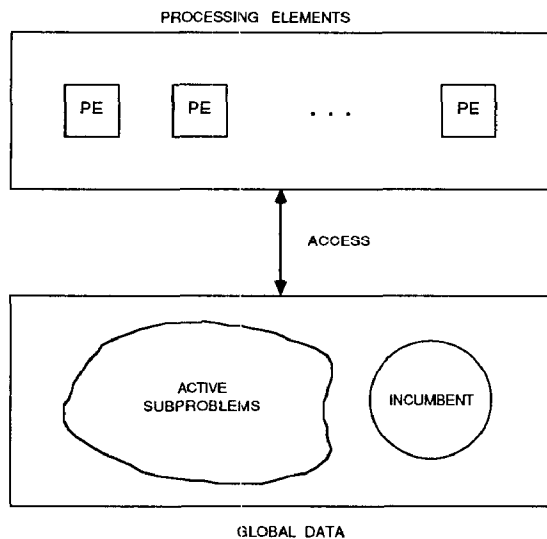 PROCESSING ELEMENTS
PE PE . . . PE
ACCESS
ACTIVE
SUBPROBLEMS
INCUMBENT
GLOBAL DATA